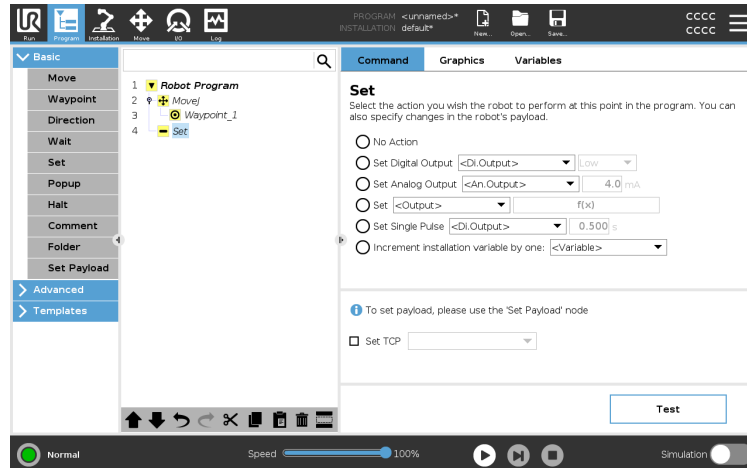 PROGRAM <unnamed>*
INSTALLATION default*
CCCC
CCCC
Run Program Installation Move I/O Log New... Open... Save...
Basic
Move
Waypoint
Direction
Wait
Set
Popup
Halt
Comment
Folder
Set Payload
Advanced
Templates
1 Robot Program
2 MoveJ
3 Waypoint_1
4 Set
Command Graphics Variables
Set
Select the action you wish the robot to perform at this point in the program. You can
also specify changes in the robot's payload.
No Action
Set Digital Output <Di.Output> Low
Set Analog Output <An.Output> 4.0 mA
Set <Output> f(x)
Set Single Pulse <Di.Output> 0.500 s
Increment installation variable by one: <Variable>
To set payload, please use the 'Set Payload' node
Set TCP
Test
Normal Speed 100% Simulation